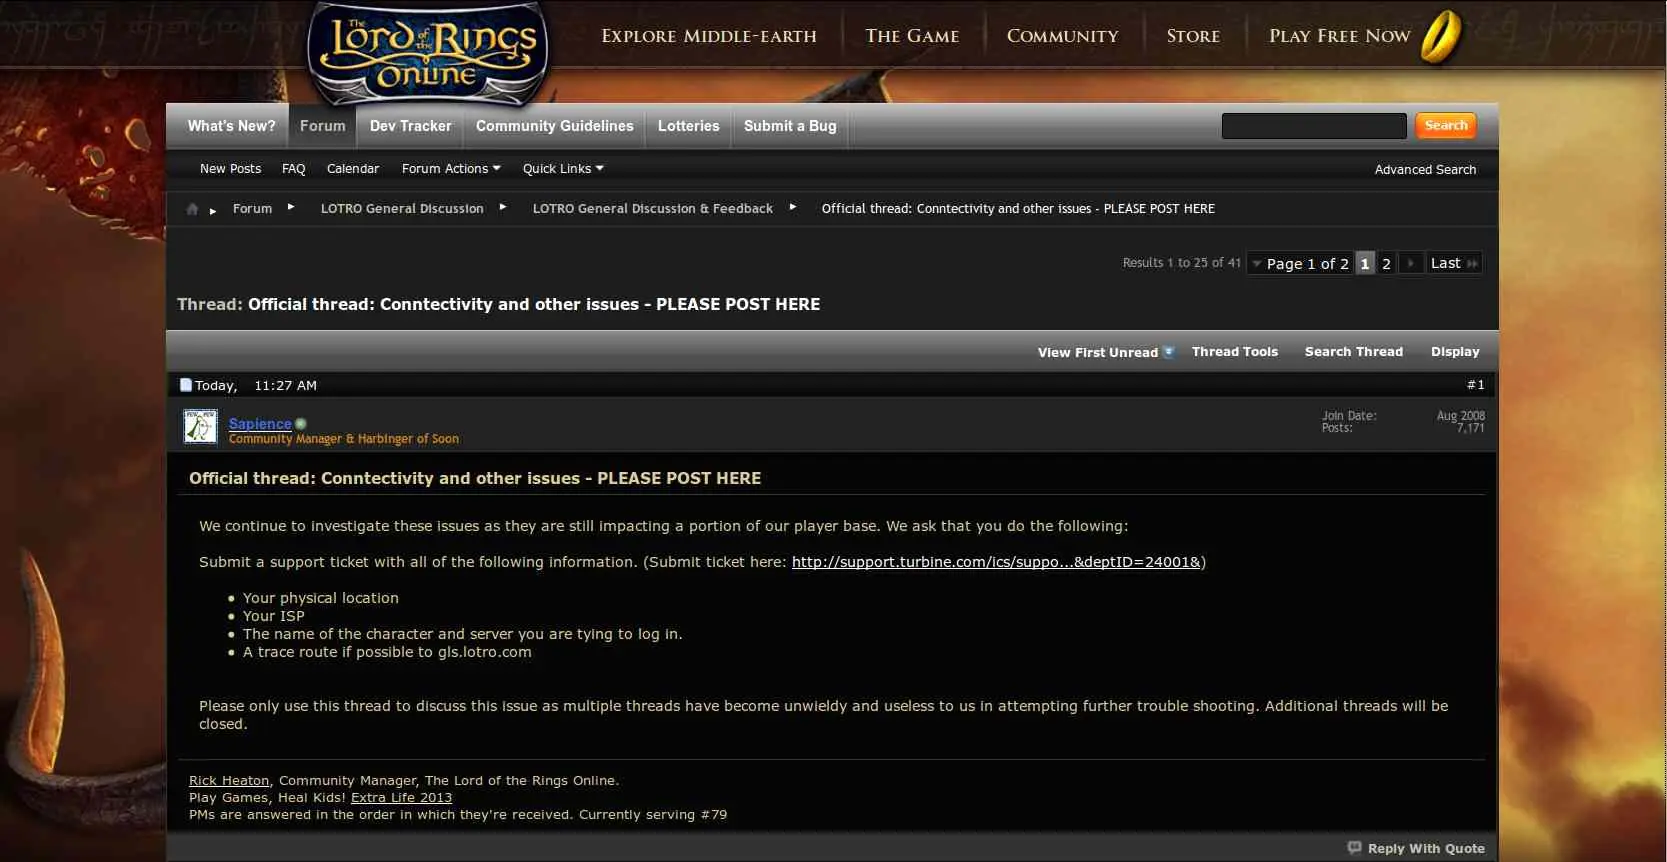 The Lord of the Rings Online
Explore Middle-earth The Game Community Store Play Free Now
What's New? Forum Dev Tracker Community Guidelines Lotteries Submit a Bug Search
New Posts FAQ Calendar Forum Actions Quick Links Advanced Search
Forum LOTRO General Discussion LOTRO General Discussion & Feedback Official thread: Conntectivity and other issues - PLEASE POST HERE
Results 1 to 25 of 41 Page 1 of 2 1 2 Last
Thread: Official thread: Conntectivity and other issues - PLEASE POST HERE
View First Unread Thread Tools Search Thread Display
Today, 11:27 AM #1
PEW PEW
Sapience Join Date: Aug 2008
Community Manager & Harbinger of Soon Posts: 7,171
Official thread: Conntectivity and other issues - PLEASE POST HERE
We continue to investigate these issues as they are still impacting a portion of our player base. We ask that you do the following:
Submit a support ticket with all of the following information. (Submit ticket here: http://support.turbine.com/ics/suppo...&deptID=24001&)
• Your physical location
• Your ISP
• The name of the character and server you are tying to log in.
• A trace route if possible to gls.lotro.com
Please only use this thread to discuss this issue as multiple threads have become unwieldy and useless to us in attempting further trouble shooting. Additional threads will be
closed.
Rick Heaton, Community Manager, The Lord of the Rings Online.
Play Games, Heal Kids! Extra Life 2013
PMs are answered in the order in which they're received. Currently serving #79
Reply With Quote